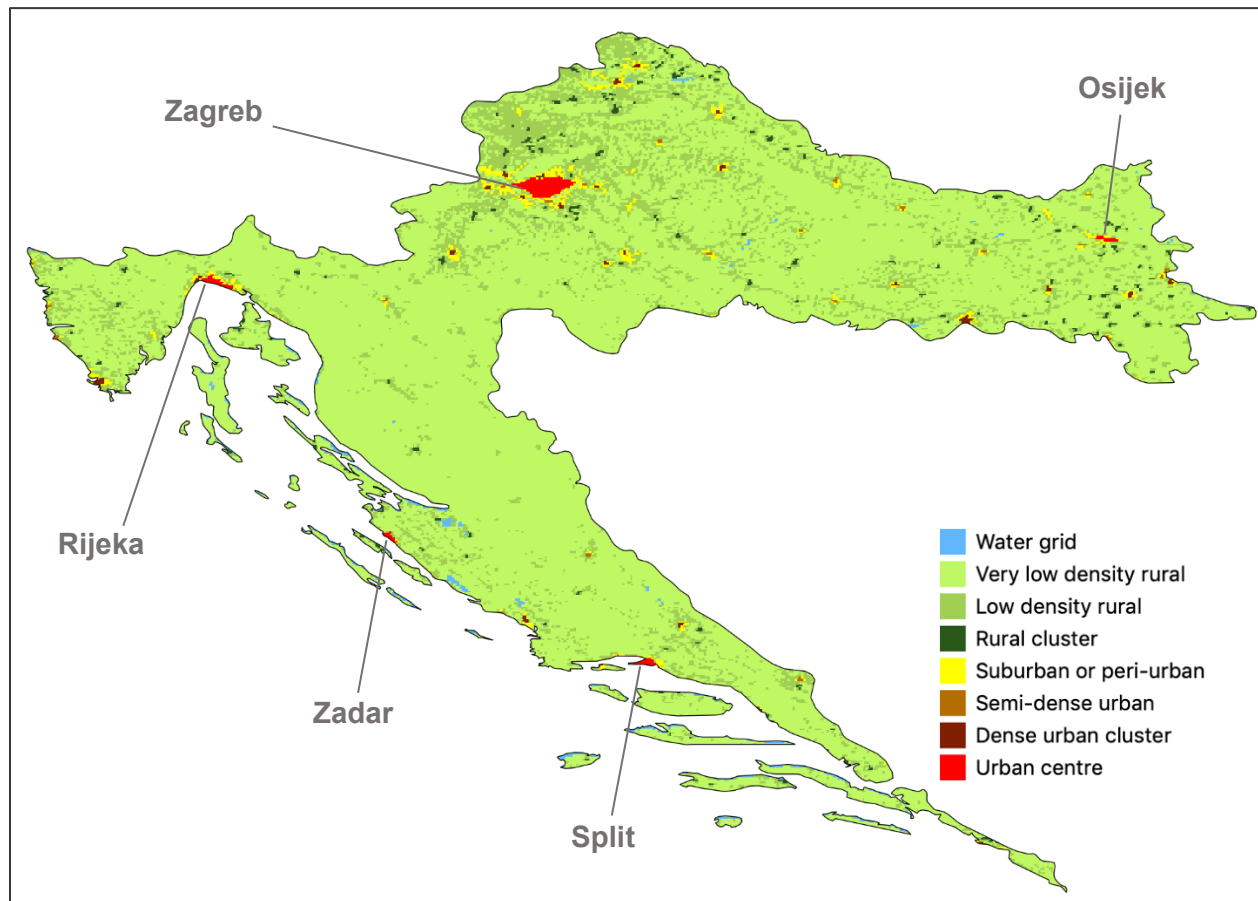 Zagreb
Osijek
Rijeka
Zadar
Split
Water grid
Very low density rural
Low density rural
Rural cluster
Suburban or peri-urban
Semi-dense urban
Dense urban cluster
Urban centre